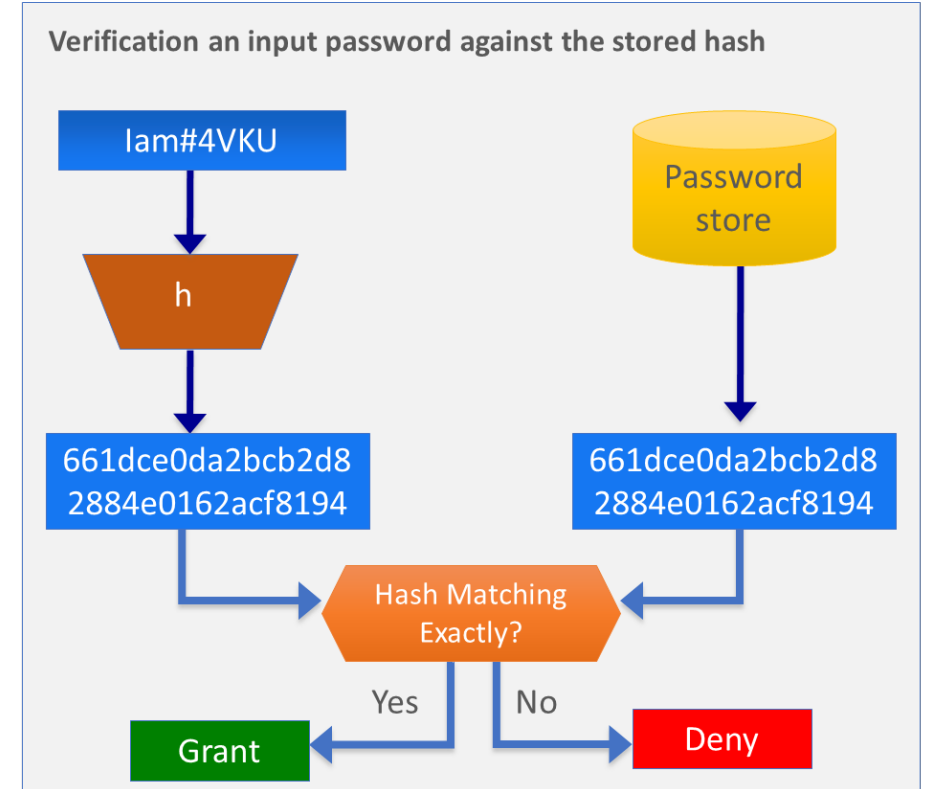 Verification an input password against the stored hash
Iam#4VKU
Password
store
h
661dce0da2bcb2d8
2884e0162acf8194
661dce0da2bcb2d8
2884e0162acf8194
Hash Matching
Exactly?
Yes
No
Grant
Deny